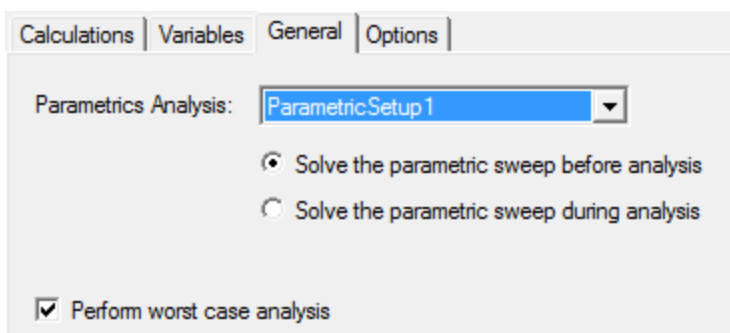 Calculations Variables General Options
Parametrics Analysis: ParametricSetup1
Solve the parametric sweep before analysis
Solve the parametric sweep during analysis
Perform worst case analysis